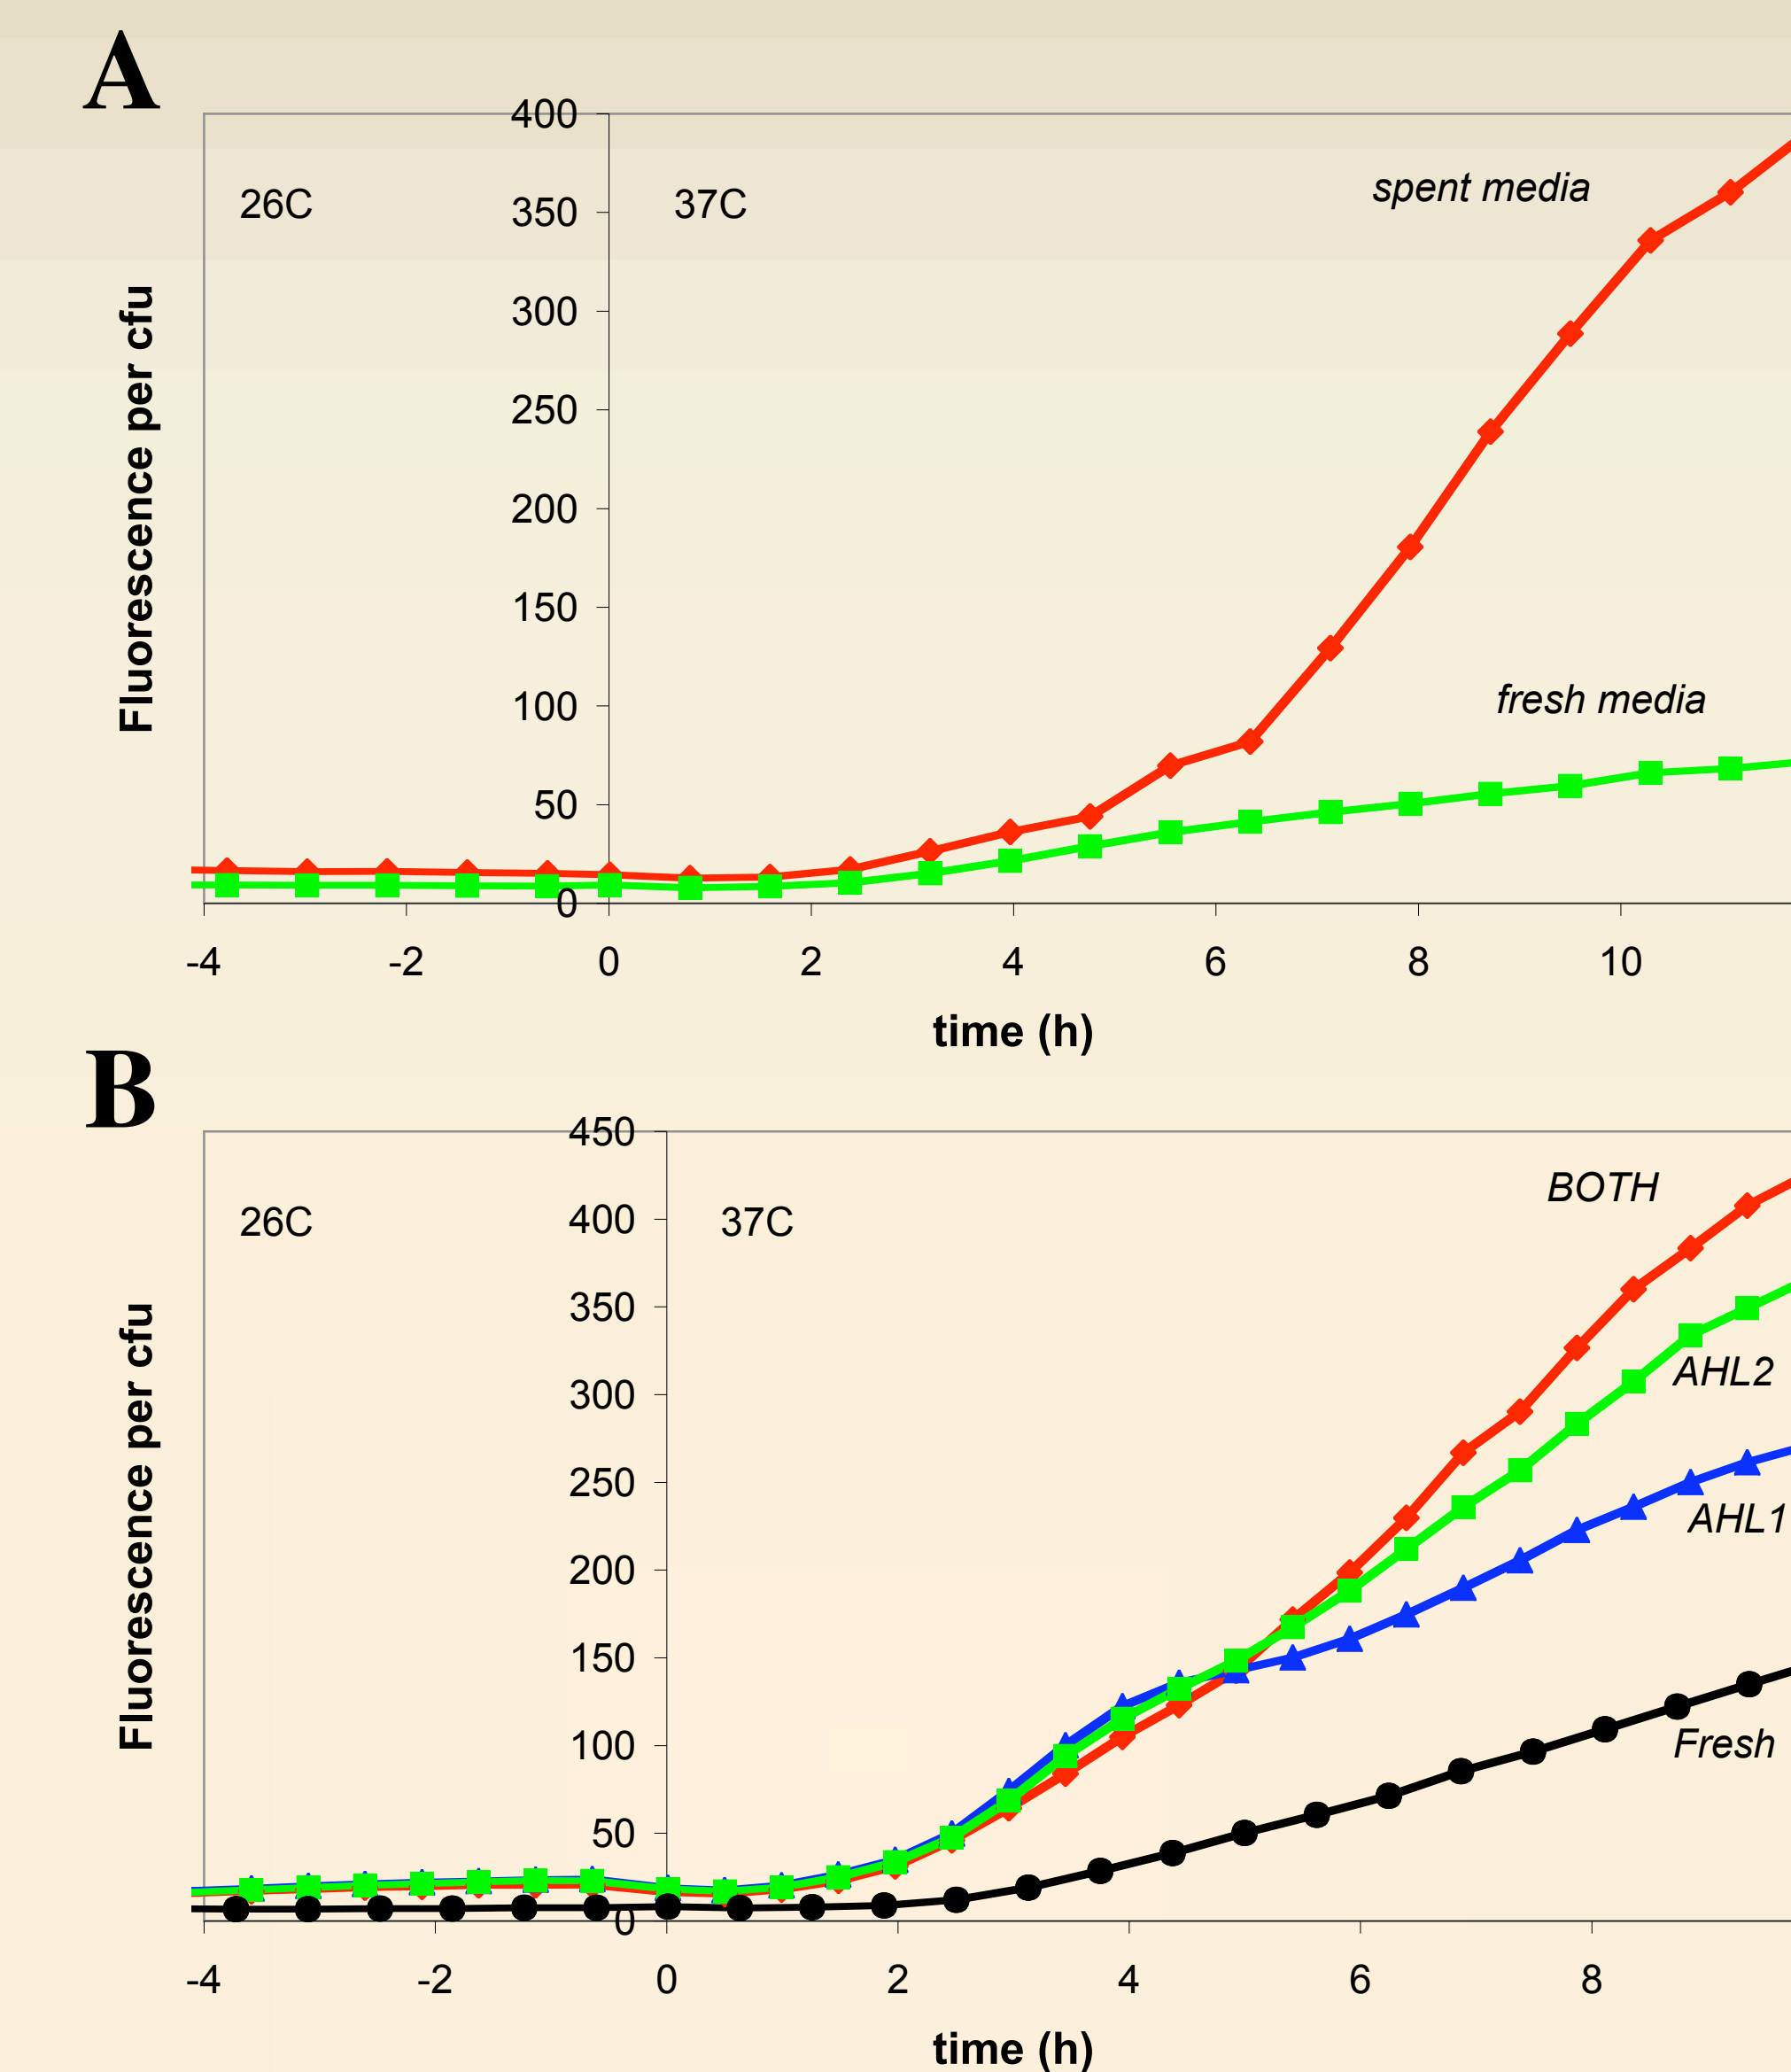 A
400
26C
350
37C
spent media
300
250
200
150
100
fresh media
50
0
Fluorescence per cfu
-4 -2 0 2 4 6 8 10
time (h)
B
450
BOTH
26C
400
37C
350
AHL2
300
250
AHL1
200
150
100
Fresh
50
0
Fluorescence per cfu
-4 -2 0 2 4 6 8
time (h)